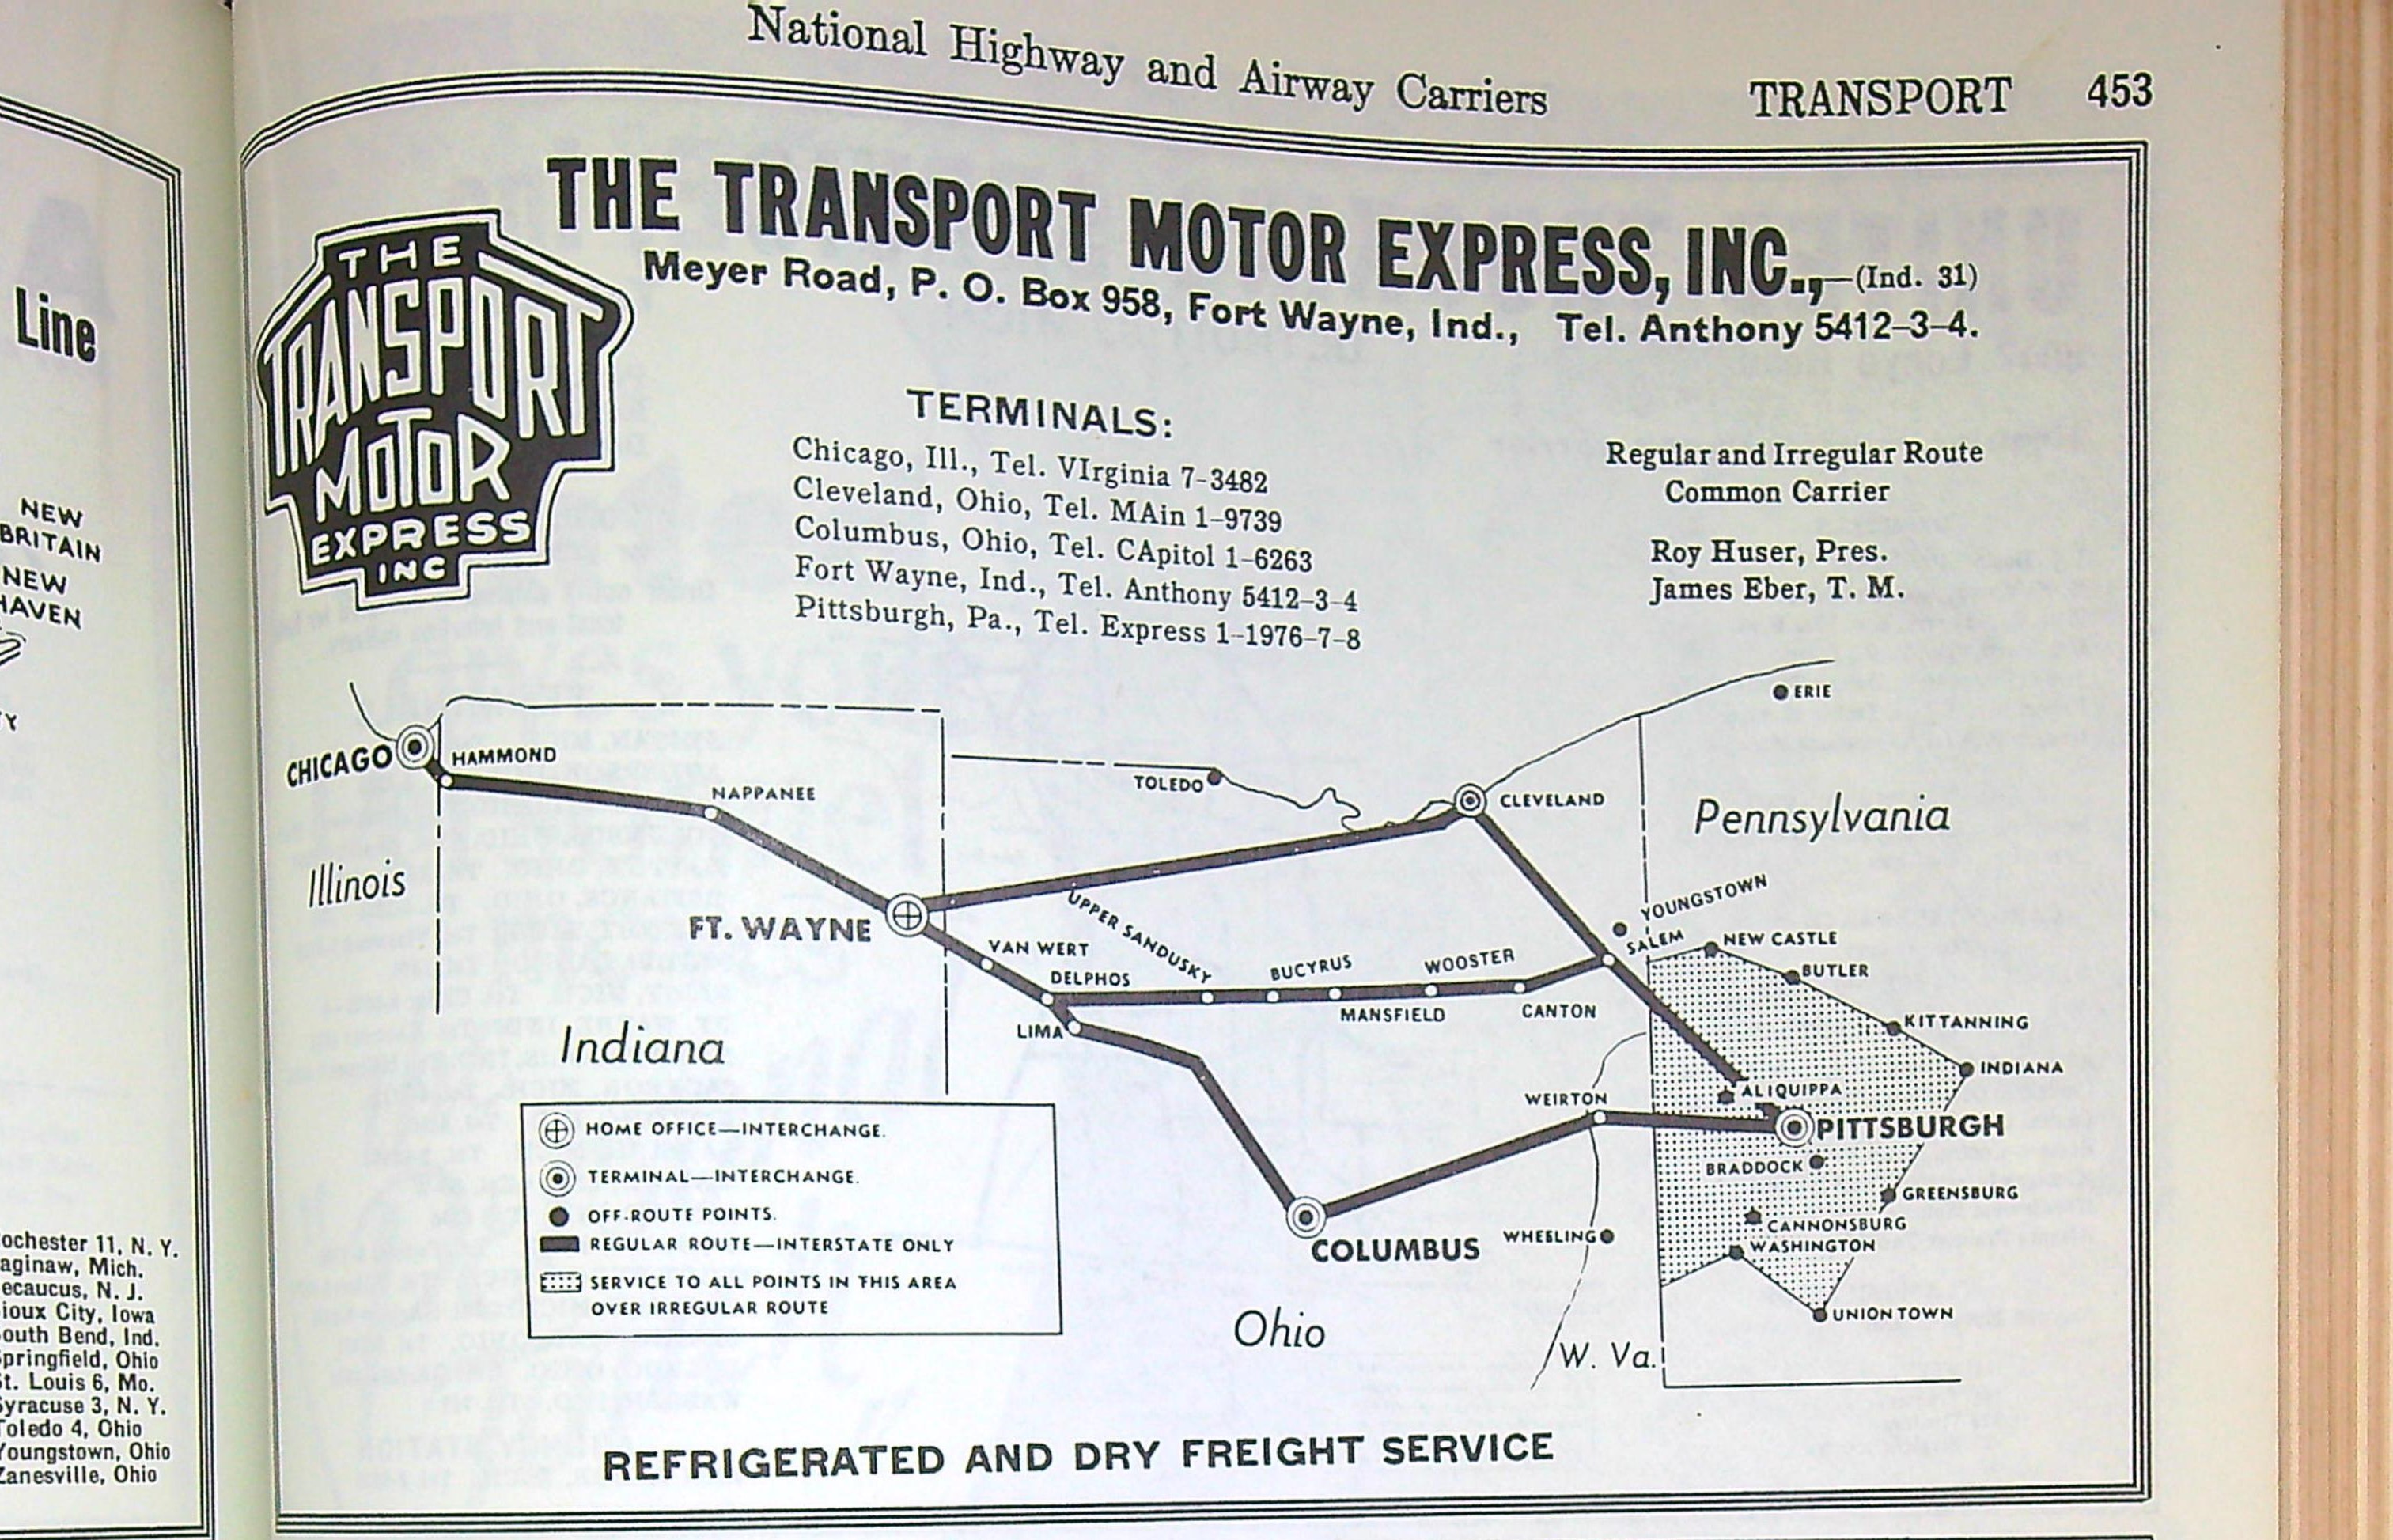 National Highway and Airway Carriers
TRANSPORT 453
THE TRANSPORT MOTOR EXPRESS, INC.,—(Ind. 31)
Meyer Road, P. O. Box 958, Fort Wayne, Ind., Tel. Anthony 5412–3–4.
THE
TRANSPORT
MOTOR
EXPRESS
INC
TERMINALS:
Chicago, Ill., Tel. VIrginia 7-3482
Cleveland, Ohio, Tel. MAin 1-9739
Columbus, Ohio, Tel. CApitol 1-6263
Fort Wayne, Ind., Tel. Anthony 5412-3-4
Pittsburgh, Pa., Tel. Express 1-1976-7-8
Regular and Irregular Route
Common Carrier
Roy Huser, Pres.
James Eber, T. M.
ERIE
CHICAGO
HAMMOND
NAPPANEE
TOLEDO
CLEVELAND
Pennsylvania
Illinois
FT. WAYNE
VAN WERT
UPPER SANDUSKY
DELPHOS
BUCYRUS
WOOSTER
YOUNGSTOWN
SALEM
NEW CASTLE
BUTLER
LIMA
MANSFIELD
CANTON
KITTANNING
Indiana
INDIANA
WEIRTON
ALIQUIPPA
PITTSBURGH
BRADDOCK
GREENSBURG
CANNONSBURG
WASHINGTON
COLUMBUS
WHEELING
UNION TOWN
Ohio
W. Va.
HOME OFFICE—INTERCHANGE.
TERMINAL—INTERCHANGE.
OFF-ROUTE POINTS.
REGULAR ROUTE—INTERSTATE ONLY
SERVICE TO ALL POINTS IN THIS AREA
OVER IRREGULAR ROUTE
REFRIGERATED AND DRY FREIGHT SERVICE
Line
NEW
BRITAIN
NEW
HAVEN
ochester 11, N. Y.
aginaw, Mich.
ecaucus, N. J.
ioux City, Iowa
outh Bend, Ind.
pringfield, Ohio
St. Louis 6, Mo.
Syracuse 3, N. Y.
Toledo 4, Ohio
Youngstown, Ohio
Zanesville, Ohio